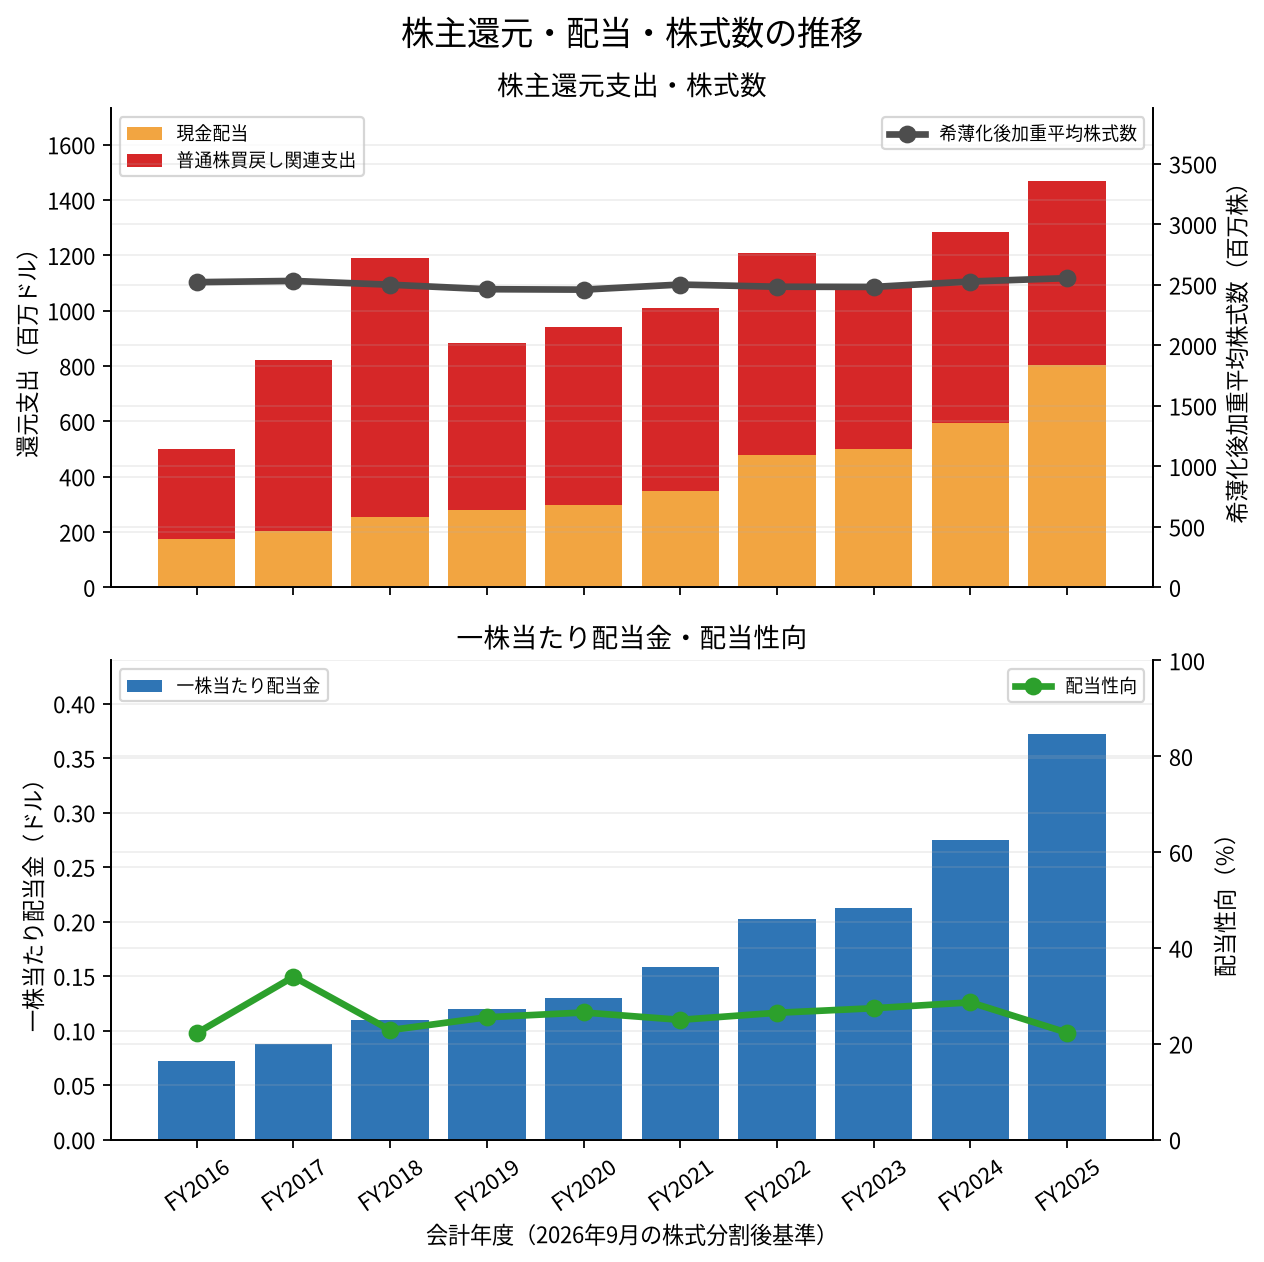 株主還元・配当・株式数の推移
株主還元支出・株式数
現金配当
普通株買戻し関連支出
希薄化後加重平均株式数
還元支出（百万ドル）
1600
1400
1200
1000
800
600
400
200
0
3500
3000
2500
2000
1500
1000
500
0
希薄化後加重平均株式数（百万株）
一株当たり配当金・配当性向
一株当たり配当金
配当性向
一株当たり配当金（ドル）
0.40
0.35
0.30
0.25
0.20
0.15
0.10
0.05
0.00
100
80
60
40
20
0
配当性向（%）
FY2016 FY2017 FY2018 FY2019 FY2020 FY2021 FY2022 FY2023 FY2024 FY2025
会計年度（2026年9月の株式分割後基準）